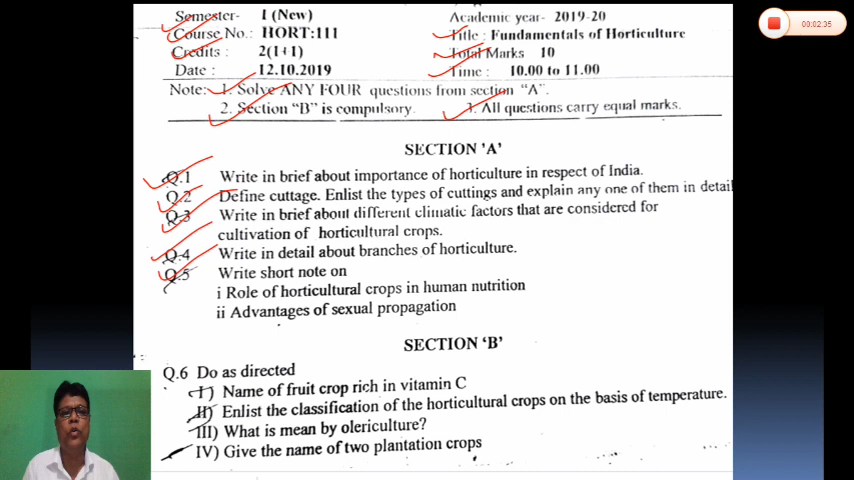 Semester- I (New) Academic year- 2019-20
Course No.: HORT:111 Title: Fundamentals of Horticulture
Credits : 2(1+1) Total Marks 10
Date : 12.10.2019 Time : 10.00 to 11.00
Note: 1. Solve ANY FOUR questions from section "A".
2. Section "B" is compulsory. 3. All questions carry equal marks.
SECTION 'A'
Q.1 Write in brief about importance of horticulture in respect of India.
Q.2 Define cuttage. Enlist the types of cuttings and explain any one of them in detail
Q.3 Write in brief about different climatic factors that are considered for
cultivation of horticultural crops.
Q.4 Write in detail about branches of horticulture.
Q.5 Write short note on
i Role of horticultural crops in human nutrition
ii Advantages of sexual propagation
SECTION 'B'
Q.6 Do as directed
I) Name of fruit crop rich in vitamin C
II) Enlist the classification of the horticultural crops on the basis of temperature.
III) What is mean by olericulture?
IV) Give the name of two plantation crops
00:02:35